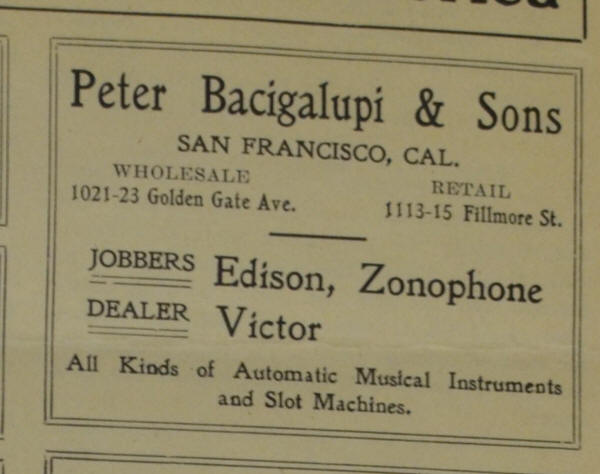 Peter Bacigalupi & Sons
SAN FRANCISCO, CAL.
WHOLESALE
1021-23 Golden Gate Ave.
RETAIL
1113-15 Fillmore St.
JOBBERS Edison, Zonophone
DEALER Victor
All Kinds of Automatic Musical Instruments
and Slot Machines.